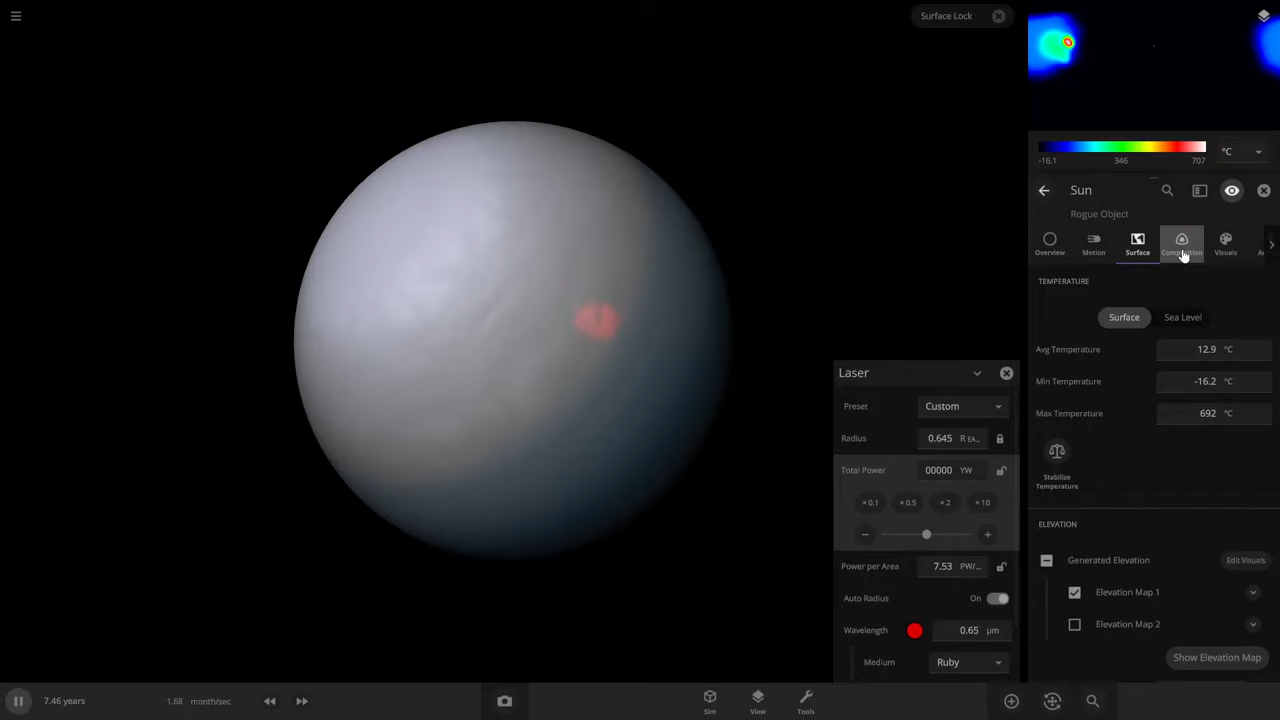 Surface Lock
-16.1 346 707
°C
Sun
Rogue Object
Overview Motion Surface Composition Visuals
TEMPERATURE
Surface Sea Level
Avg Temperature 12.9 °C
Min Temperature -16.2 °C
Max Temperature 692 °C
Stabilize
Temperature
ELEVATION
Generated Elevation Edit Visuals
Elevation Map 1
Elevation Map 2
Show Elevation Map
Laser
Preset Custom
Radius 0.645 R EA...
Total Power 00000 YW
× 0.1 × 0.5 × 2 × 10
Power per Area 7.53 PW/...
Auto Radius On
Wavelength 0.65 μm
Medium Ruby
7.46 years 1.68 month/sec
Sim View Tools